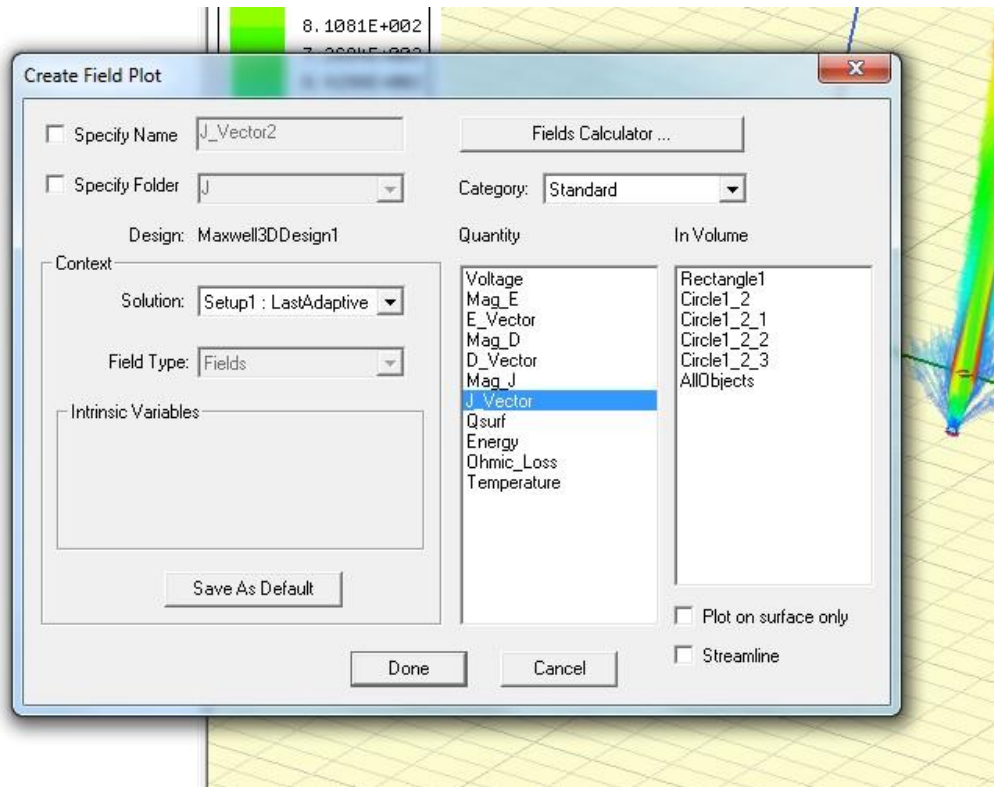 8.1081E+002
Create Field Plot
Specify Name J_Vector2
Fields Calculator ...
Specify Folder J
Category: Standard
Design: Maxwell3DDesign1
Quantity
In Volume
Context
Solution: Setup1 : LastAdaptive
Field Type: Fields
Intrinsic Variables
Save As Default
Voltage
Mag_E
E_Vector
Mag_D
D_Vector
Mag_J
J_Vector
Qsurf
Energy
Ohmic_Loss
Temperature
Rectangle1
Circle1_2
Circle1_2_1
Circle1_2_2
Circle1_2_3
AllObjects
Plot on surface only
Streamline
Done
Cancel